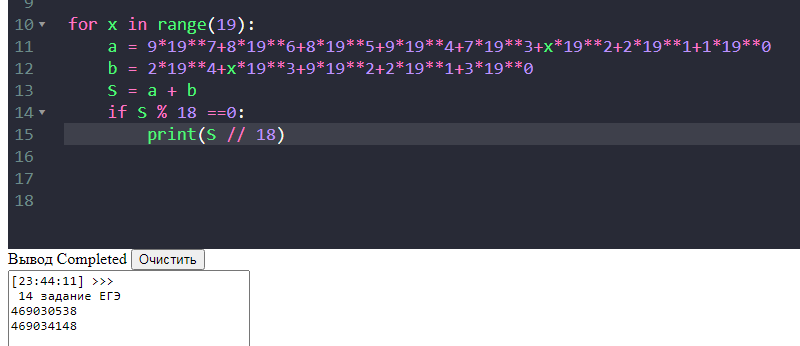 9
10 for x in range(19):
11 a = 9*19**7+8*19**6+8*19**5+9*19**4+7*19**3+x*19**2+2*19**1+1*19**0
12 b = 2*19**4+x*19**3+9*19**2+2*19**1+3*19**0
13 S = a + b
14 if S % 18 ==0:
15 print(S // 18)
16
17
18
Вывод Completed Очистить
[23:44:11] >>>
14 задание ЕГЭ
469030538
469034148